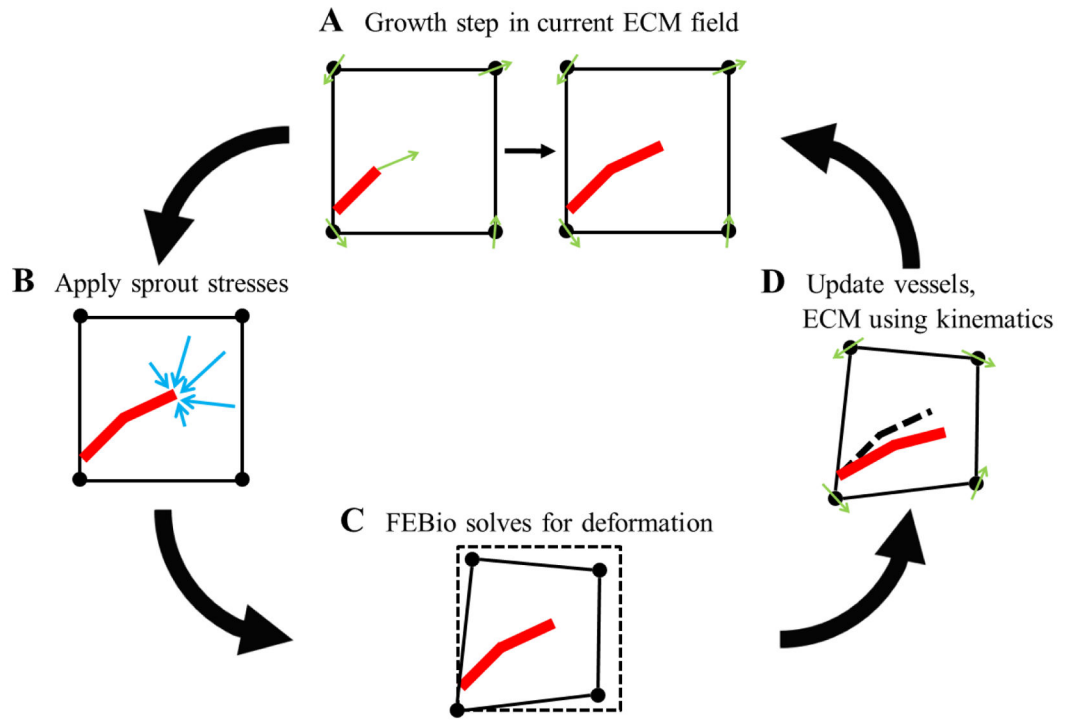 A Growth step in current ECM field
B Apply sprout stresses
D Update vessels,
ECM using kinematics
C FEBio solves for deformation